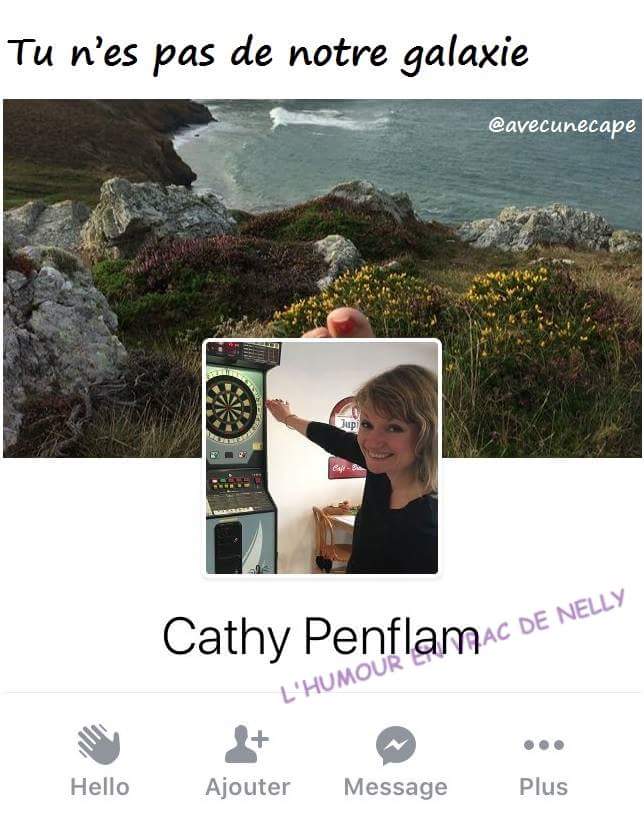 Tu n'es pas de notre galaxie
@avecunecape
Jupi
Café - B
Cathy Penflam
L'HUMOUR EN VRAC DE NELLY
Hello Ajouter Message Plus